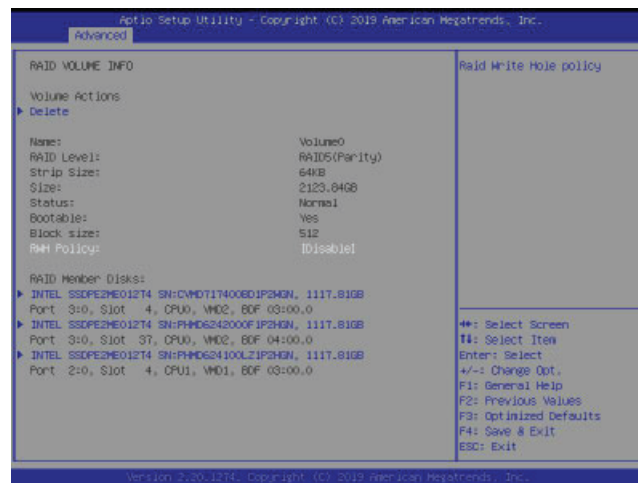 Aptio Setup Utility - Copyright (C) 2019 American Megatrends, Inc.
Advanced
RAID VOLUME INFO
Raid Write Hole policy
Volume Actions
Delete
Name: Volume0
RAID Level: RAID5(Parity)
Strip Size: 64KB
Size: 2123.84GB
Status: Normal
Bootable: Yes
Block size: 512
RWH Policy: [Disable]
RAID Member Disks:
INTEL SSDPE2ME012T4 SN:CVMD717400BD1P2WGN, 1117.81GB
Port 3:0, Slot 4, CPU0, VMD2, BDF 03:00.0
INTEL SSDPE2ME012T4 SN:PHMD6242000F1P2HGN, 1117.81GB
Port 3:0, Slot 37, CPU0, VMD2, BDF 04:00.0
INTEL SSDPE2ME012T4 SN:PHMD624100LZ1P2HGN, 1117.81GB
Port 2:0, Slot 4, CPU1, VMD1, BDF 03:00.0
→←: Select Screen
↑↓: Select Item
Enter: Select
+/-: Change Opt.
F1: General Help
F2: Previous Values
F3: Optimized Defaults
F4: Save & Exit
ESC: Exit
Version 2.20.1274. Copyright (C) 2019 American Megatrends, Inc.